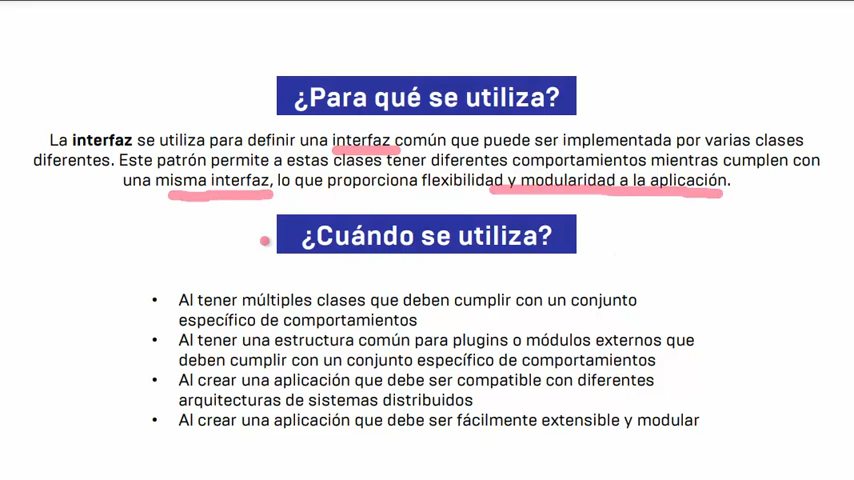 ¿Para qué se utiliza?
La interfaz se utiliza para definir una interfaz común que puede ser implementada por varias clases
diferentes. Este patrón permite a estas clases tener diferentes comportamientos mientras cumplen con
una misma interfaz, lo que proporciona flexibilidad y modularidad a la aplicación.
¿Cuándo se utiliza?
• Al tener múltiples clases que deben cumplir con un conjunto
específico de comportamientos
• Al tener una estructura común para plugins o módulos externos que
deben cumplir con un conjunto específico de comportamientos
• Al crear una aplicación que debe ser compatible con diferentes
arquitecturas de sistemas distribuidos
• Al crear una aplicación que debe ser fácilmente extensible y modular